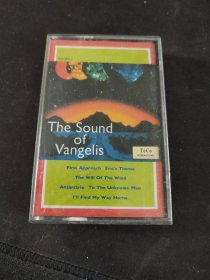 The Sound
of
Vangelis
First Approach Eric's Theme
The Will Of The Wind
Antarctica To The Unknown Man
I'll Find My Way Home